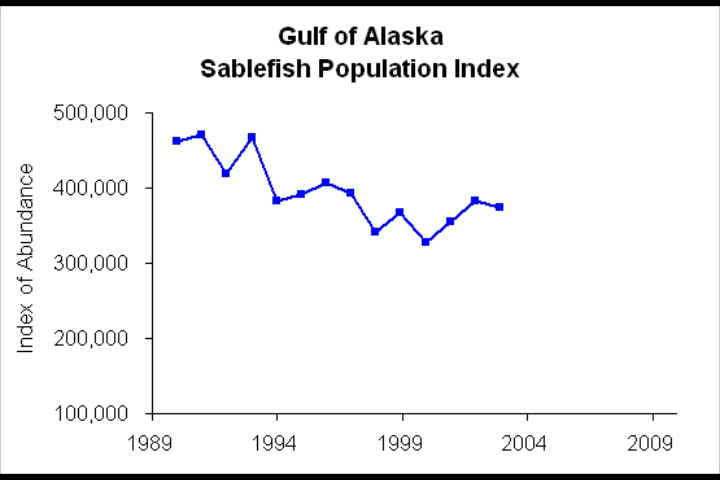 Gulf of Alaska
Sablefish Population Index
500,000
400,000
300,000
200,000
100,000
Index of Abundance
1989 1994 1999 2004 2009